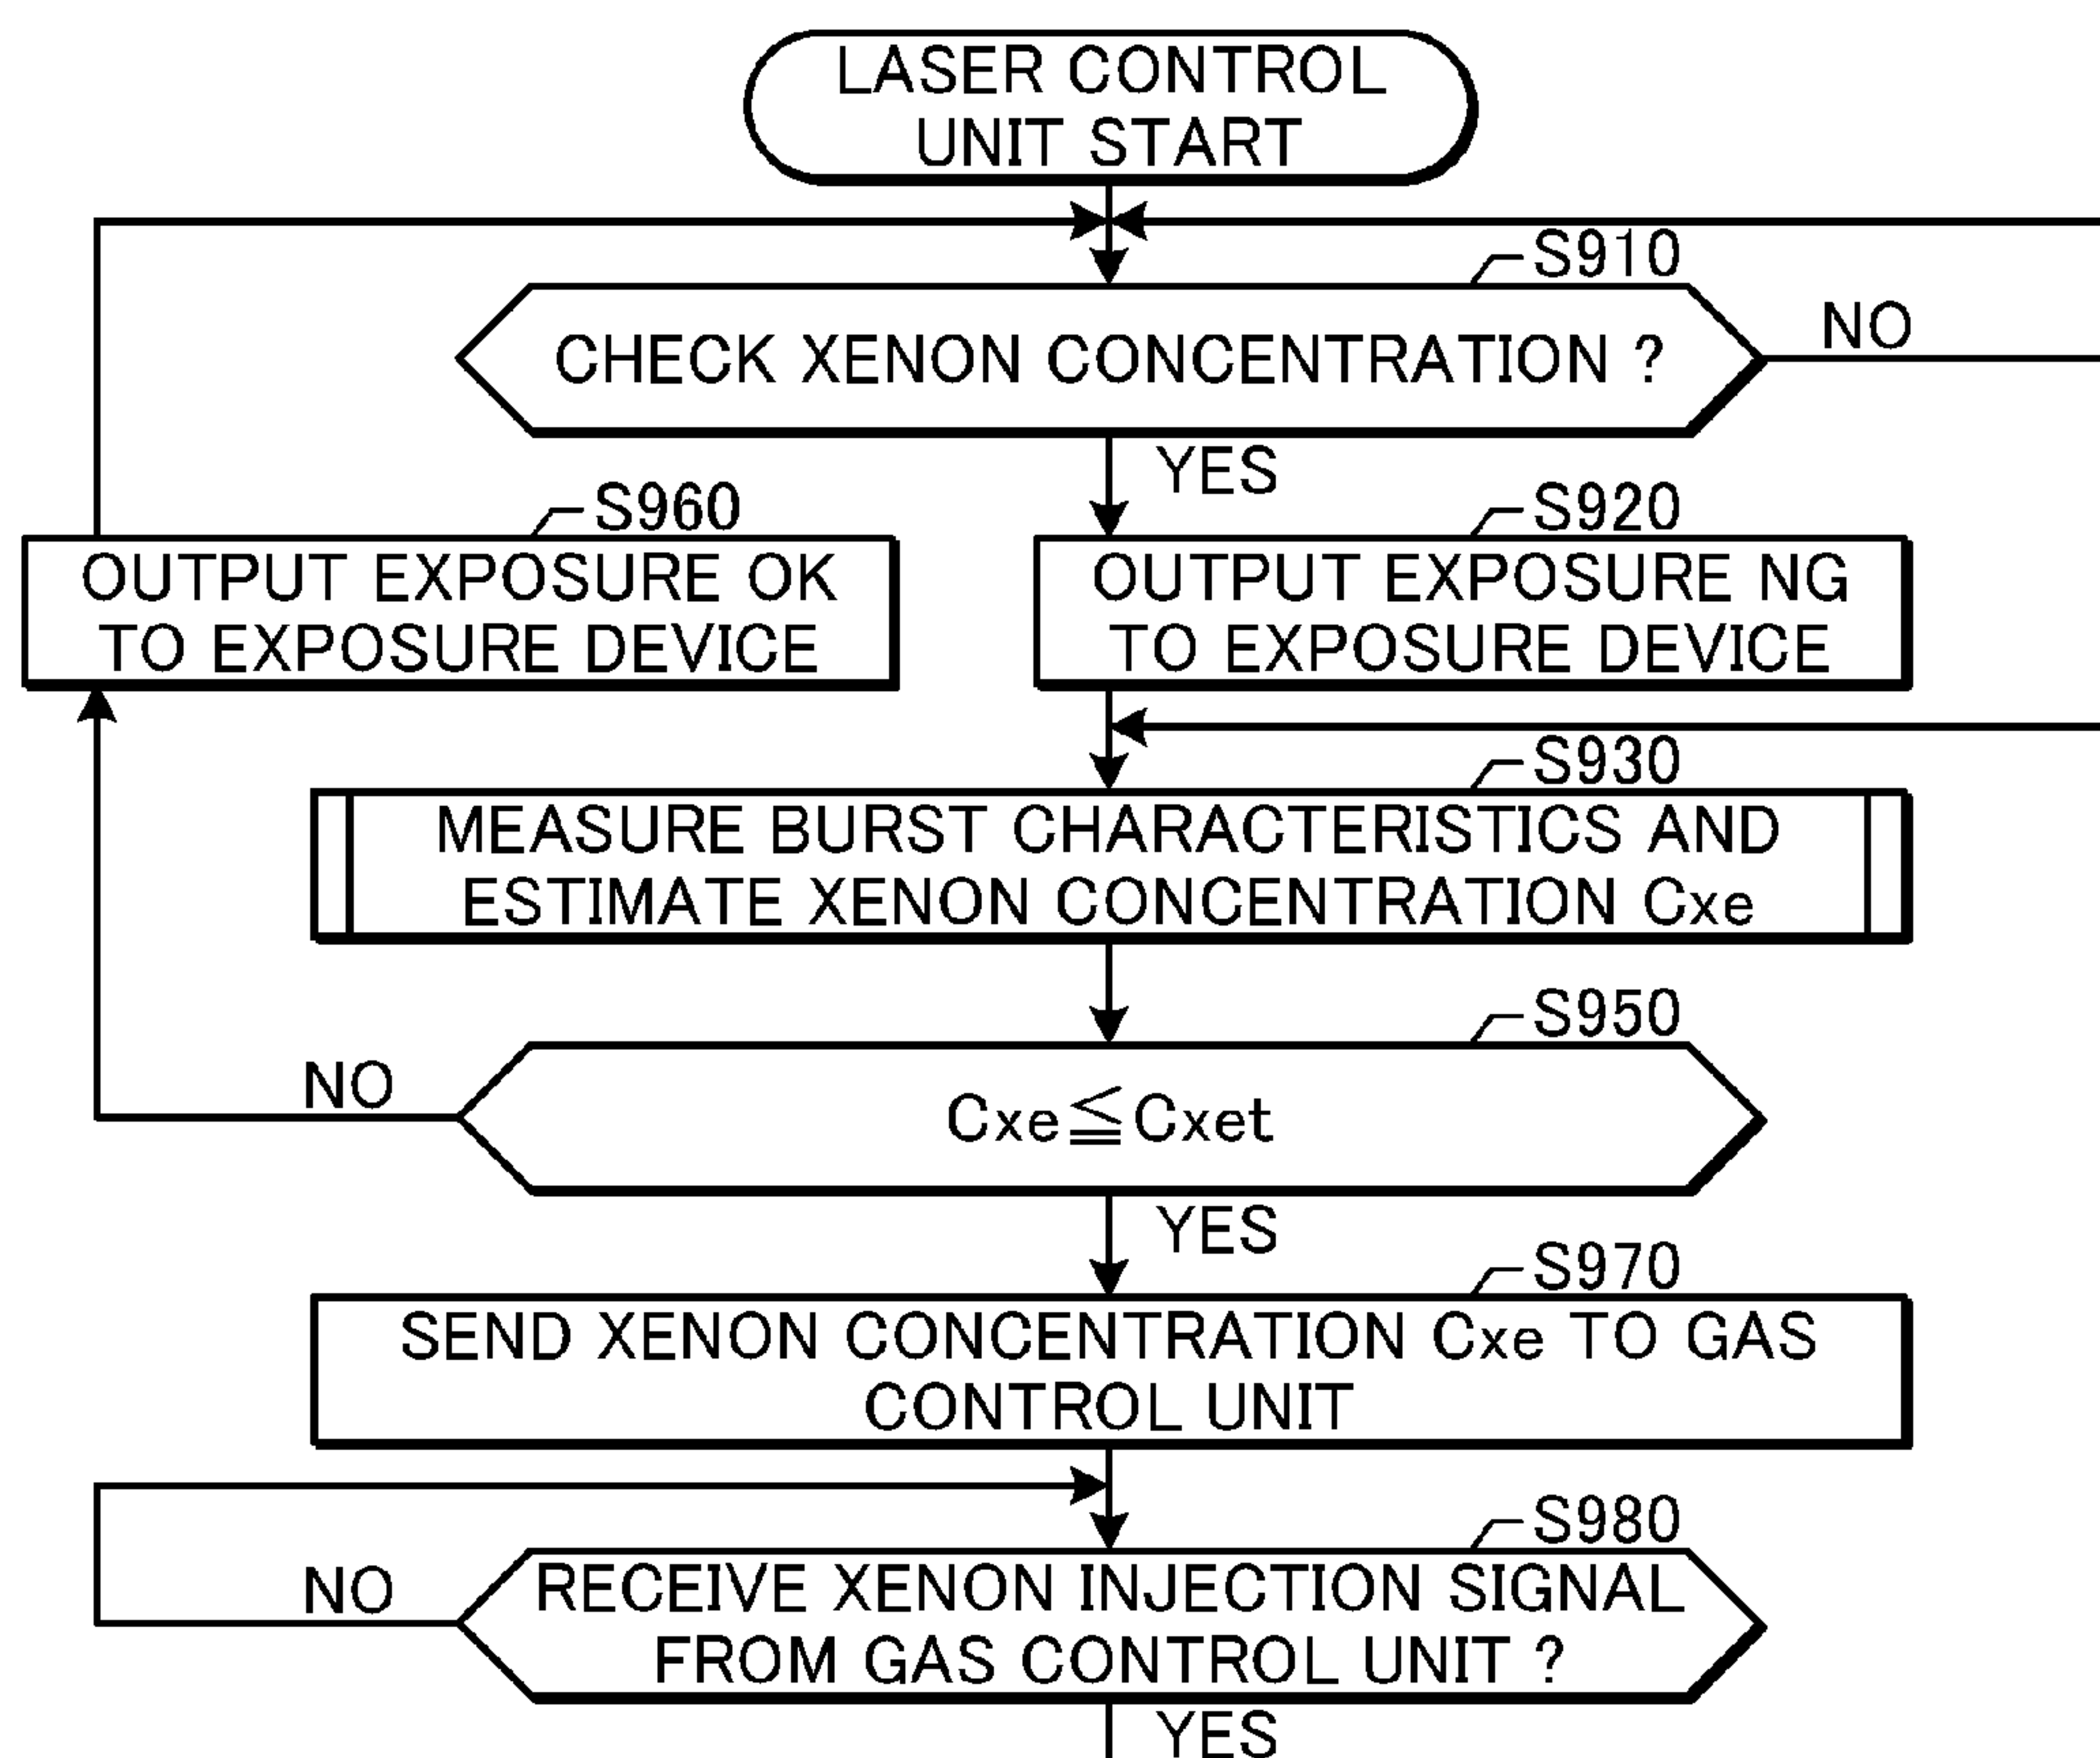 LASER CONTROL
UNIT START
S910
CHECK XENON CONCENTRATION ?
NO
YES
S960
S920
OUTPUT EXPOSURE OK
TO EXPOSURE DEVICE
OUTPUT EXPOSURE NG
TO EXPOSURE DEVICE
S930
MEASURE BURST CHARACTERISTICS AND
ESTIMATE XENON CONCENTRATION Cxe
S950
NO
Cxe≦Cxet
YES
S970
SEND XENON CONCENTRATION Cxe TO GAS
CONTROL UNIT
S980
NO
RECEIVE XENON INJECTION SIGNAL
FROM GAS CONTROL UNIT ?
YES